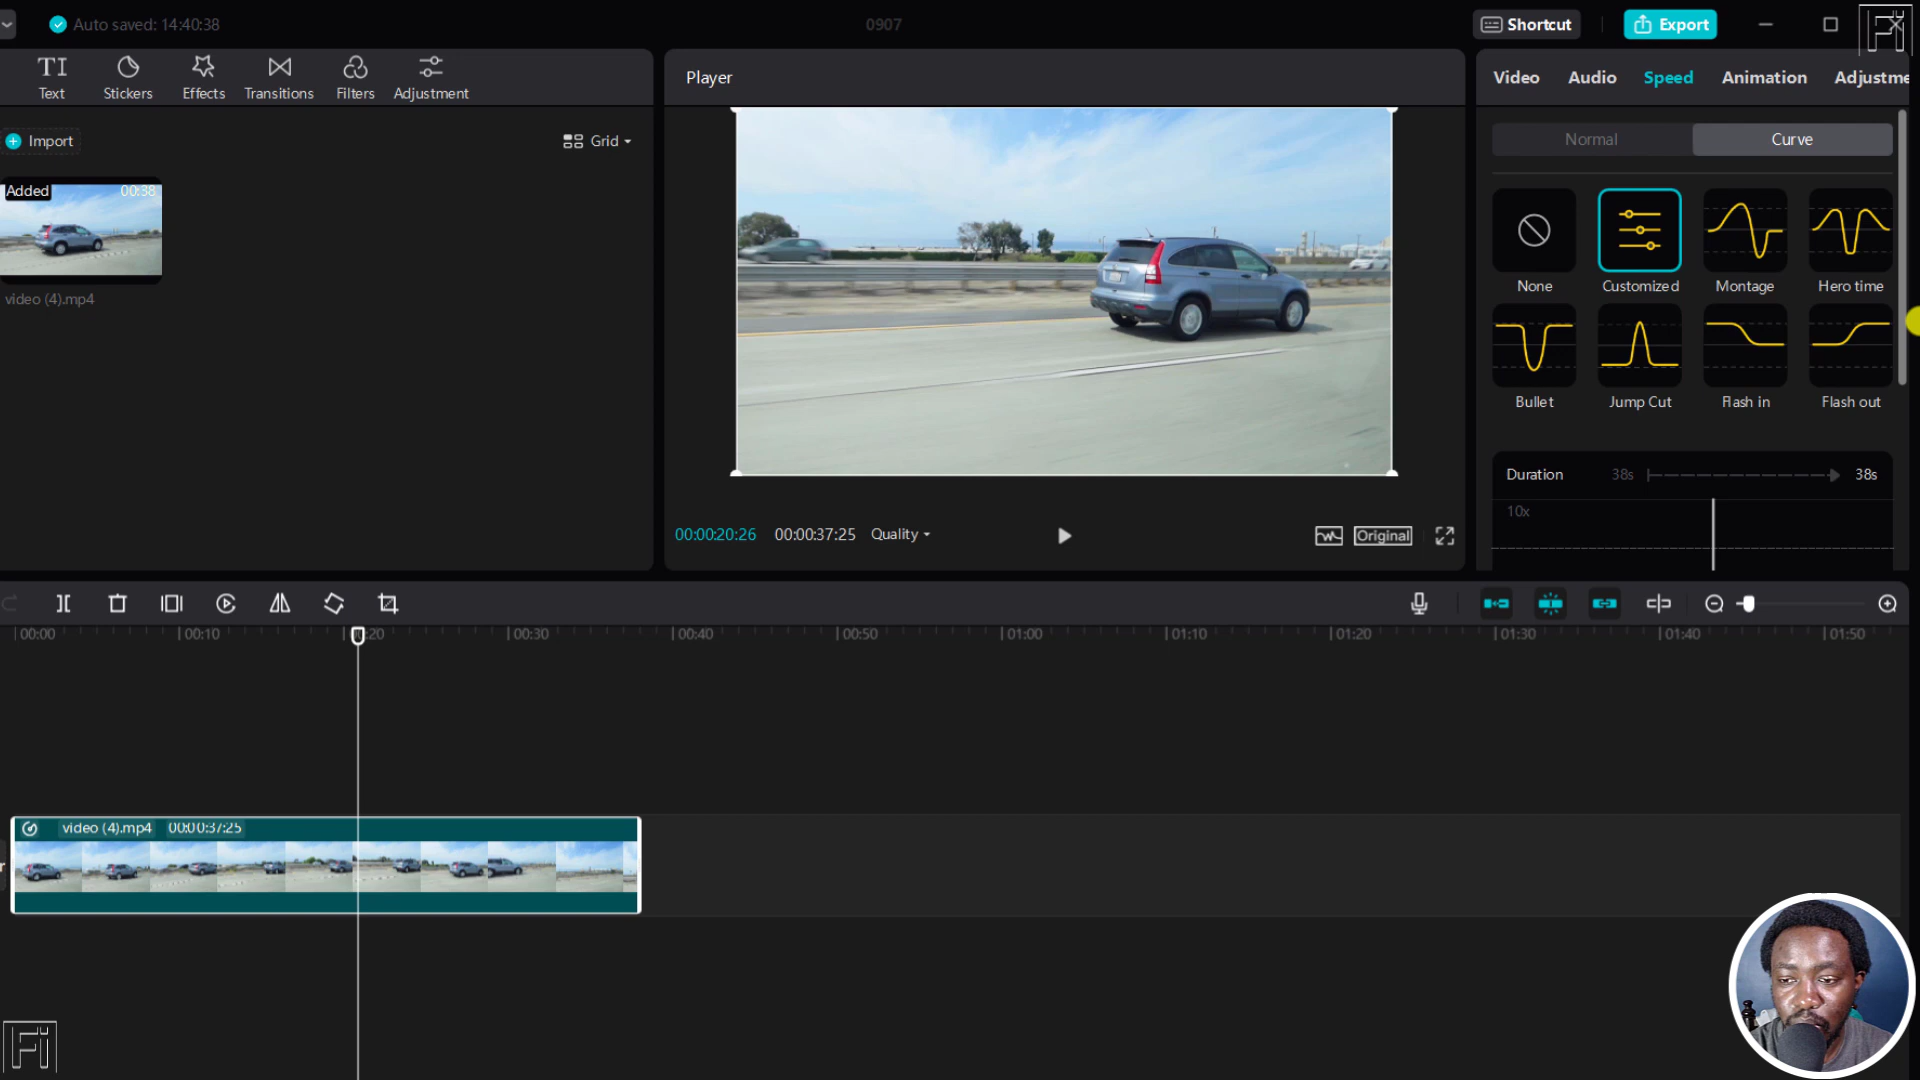 Auto saved: 14:40:38
0907
Shortcut
Export
Fi
TI
Text
Stickers
Effects
Transitions
Filters
Adjustment
Player
Video
Audio
Speed
Animation
Adjustme
Import
Grid
Normal
Curve
Added
00:38
video (4).mp4
None
Customized
Montage
Hero time
Bullet
Jump Cut
Flash in
Flash out
Duration
38s
38s
10x
00:00:20:26
00:00:37:25
Quality
Original
00:00
00:10
00:30
00:40
00:50
01:00
01:10
01:20
01:30
01:40
01:50
video (4).mp4
00:00:37:25
Fi